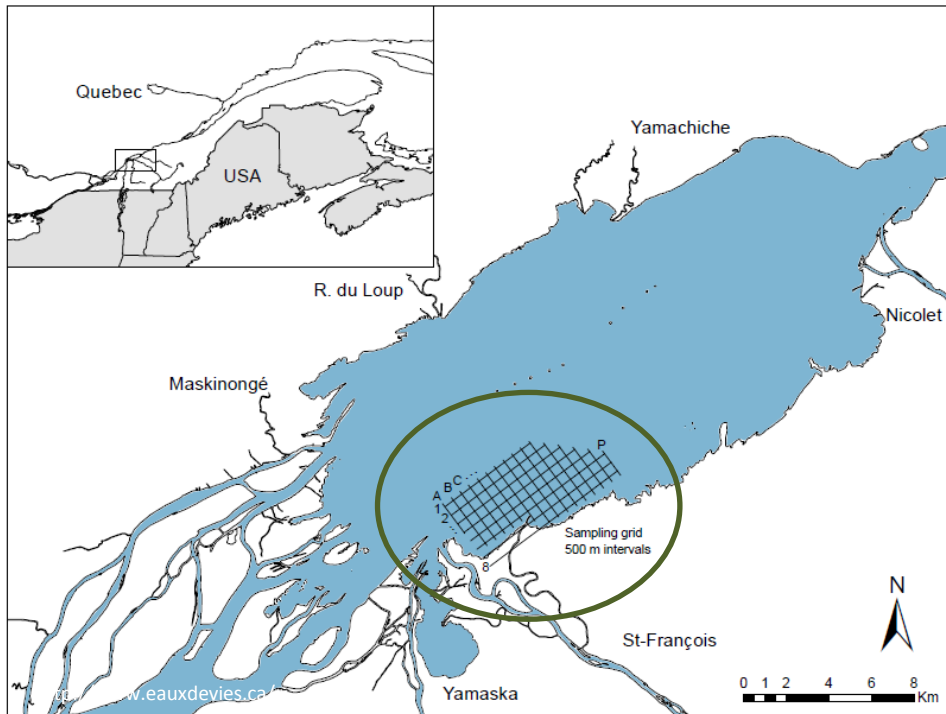 Quebec
USA
Yamachiche
R. du Loup
Nicolet
Maskinongé
P
C
B
A
1
2
8
Sampling grid
500 m intervals
N
St-François
Yamaska
0 1 2 4 6 8
Km
.eauxdevies.ca/